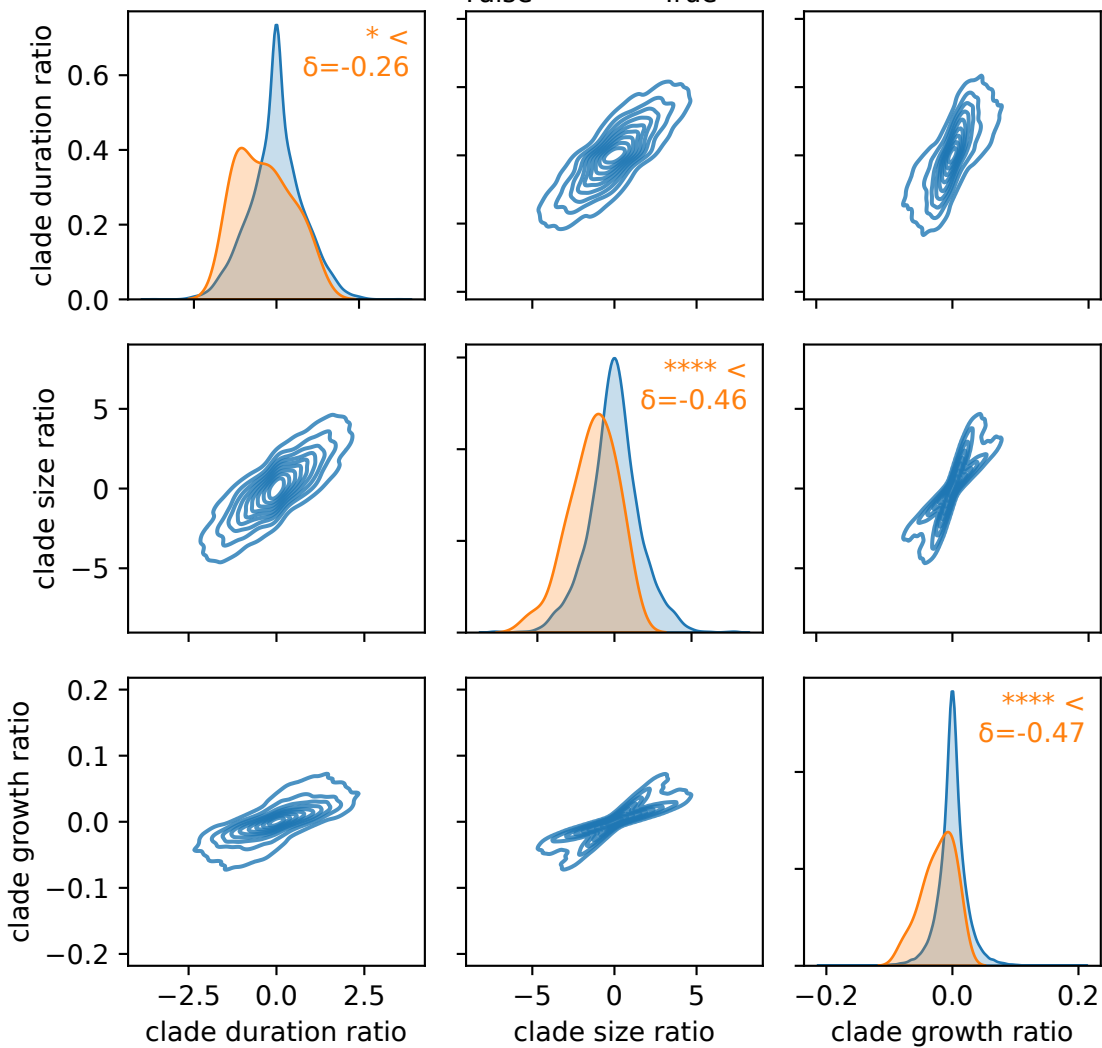 clade duration ratio
0.6
0.4
0.2
0.0
* <
δ=-0.26
clade size ratio
5
0
−5
**** <
δ=-0.46
clade growth ratio
0.2
0.1
0.0
−0.1
−0.2
**** <
δ=-0.47
−2.5 0.0 2.5
−5 0 5
−0.2 0.0 0.2
clade duration ratio
clade size ratio
clade growth ratio